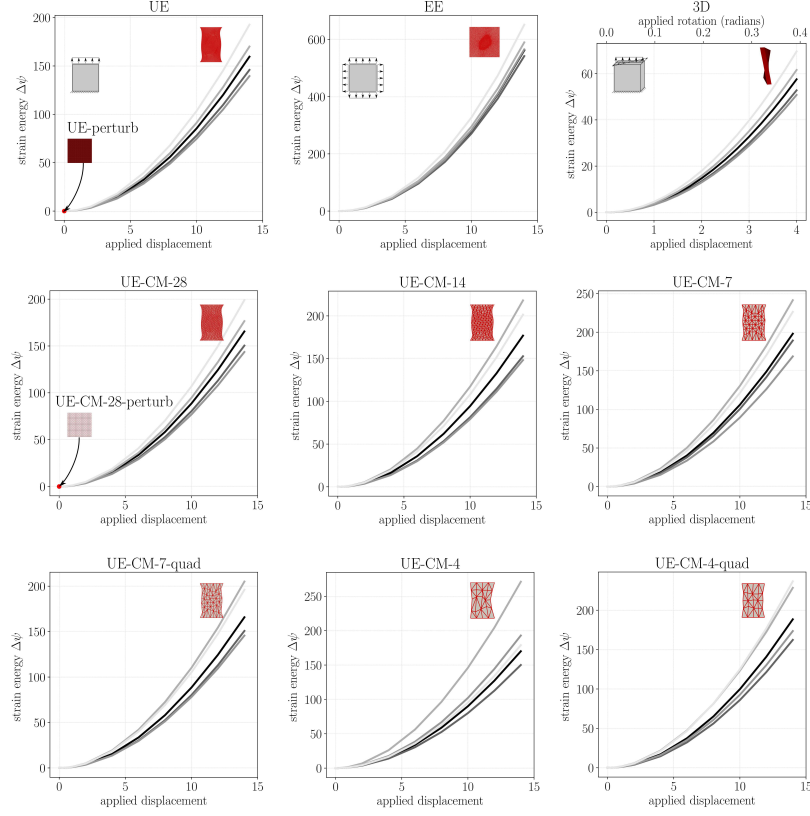 UE
strain energy Δψ
200
150
100
50
0
UE-perturb
0 5 10 15
applied displacement
EE
strain energy Δψ
600
400
200
0
0 5 10 15
applied displacement
3D
applied rotation (radians)
0.0 0.1 0.2 0.3 0.4
strain energy Δψ
60
40
20
0
0 1 2 3 4
applied displacement
UE-CM-28
strain energy Δψ
200
150
100
50
0
UE-CM-28-perturb
0 5 10 15
applied displacement
UE-CM-14
strain energy Δψ
200
150
100
50
0
0 5 10 15
applied displacement
UE-CM-7
strain energy Δψ
250
200
150
100
50
0
0 5 10 15
applied displacement
UE-CM-7-quad
strain energy Δψ
200
150
100
50
0
0 5 10 15
applied displacement
UE-CM-4
strain energy Δψ
250
200
150
100
50
0
0 5 10 15
applied displacement
UE-CM-4-quad
strain energy Δψ
200
150
100
50
0
0 5 10 15
applied displacement